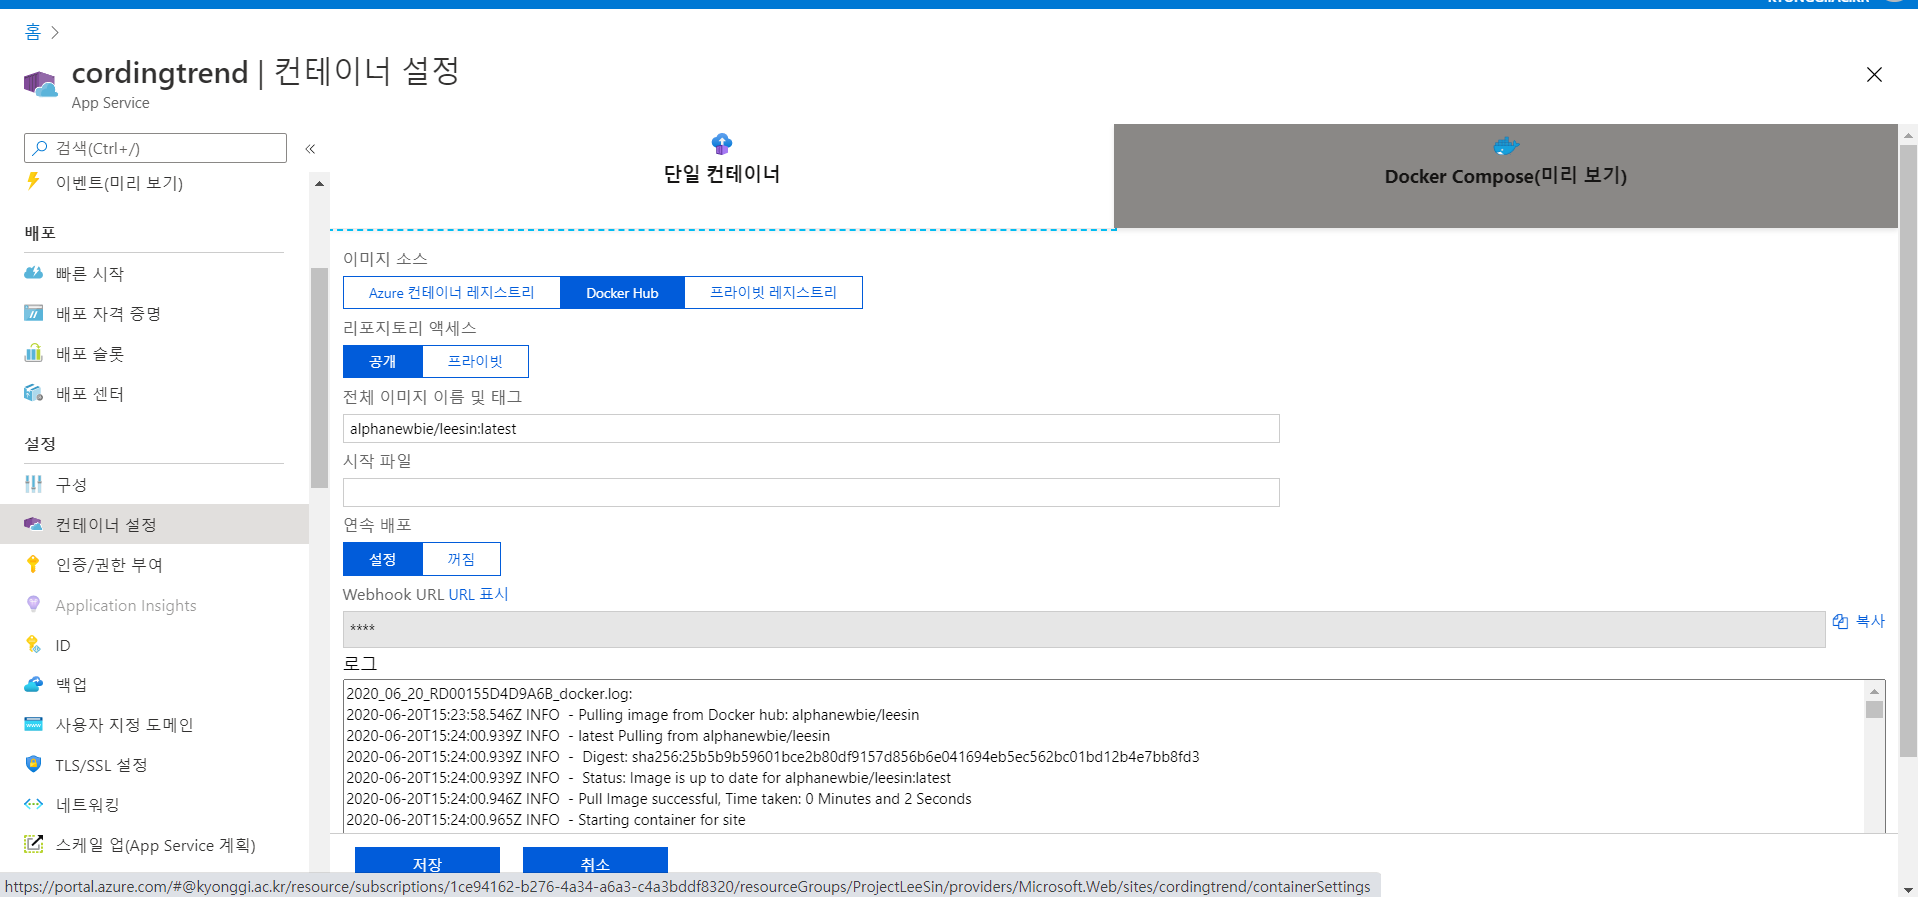 홈
cordingtrend | 컨테이너 설정
App Service
검색(Ctrl+/)
이벤트(미리 보기)
배포
빠른 시작
배포 자격 증명
배포 슬롯
배포 센터
설정
구성
컨테이너 설정
인증/권한 부여
Application Insights
ID
백업
사용자 지정 도메인
TLS/SSL 설정
네트워킹
스케일 업(App Service 계획)
단일 컨테이너
Docker Compose(미리 보기)
이미지 소스
Azure 컨테이너 레지스트리 Docker Hub 프라이빗 레지스트리
리포지토리 액세스
공개 프라이빗
전체 이미지 이름 및 태그
alphanewbie/leesin:latest
시작 파일
연속 배포
설정 꺼짐
Webhook URL URL 표시
****
복사
로그
2020_06_20_RD00155D4D9A6B_docker.log:
2020-06-20T15:23:58.546Z INFO  - Pulling image from Docker hub: alphanewbie/leesin
2020-06-20T15:24:00.939Z INFO  - latest Pulling from alphanewbie/leesin
2020-06-20T15:24:00.939Z INFO  -  Digest: sha256:25b5b9b59601bce2b80df9157d856b6e041694eb5ec562bc01bd12b4e7bb8fd3
2020-06-20T15:24:00.939Z INFO  -  Status: Image is up to date for alphanewbie/leesin:latest
2020-06-20T15:24:00.946Z INFO  - Pull Image successful, Time taken: 0 Minutes and 2 Seconds
2020-06-20T15:24:00.965Z INFO  - Starting container for site
저장 취소
https://portal.azure.com/#@kyonggi.ac.kr/resource/subscriptions/1ce94162-b276-4a34-a6a3-c4a3bddf8320/resourceGroups/ProjectLeeSin/providers/Microsoft.Web/sites/cordingtrend/containerSettings